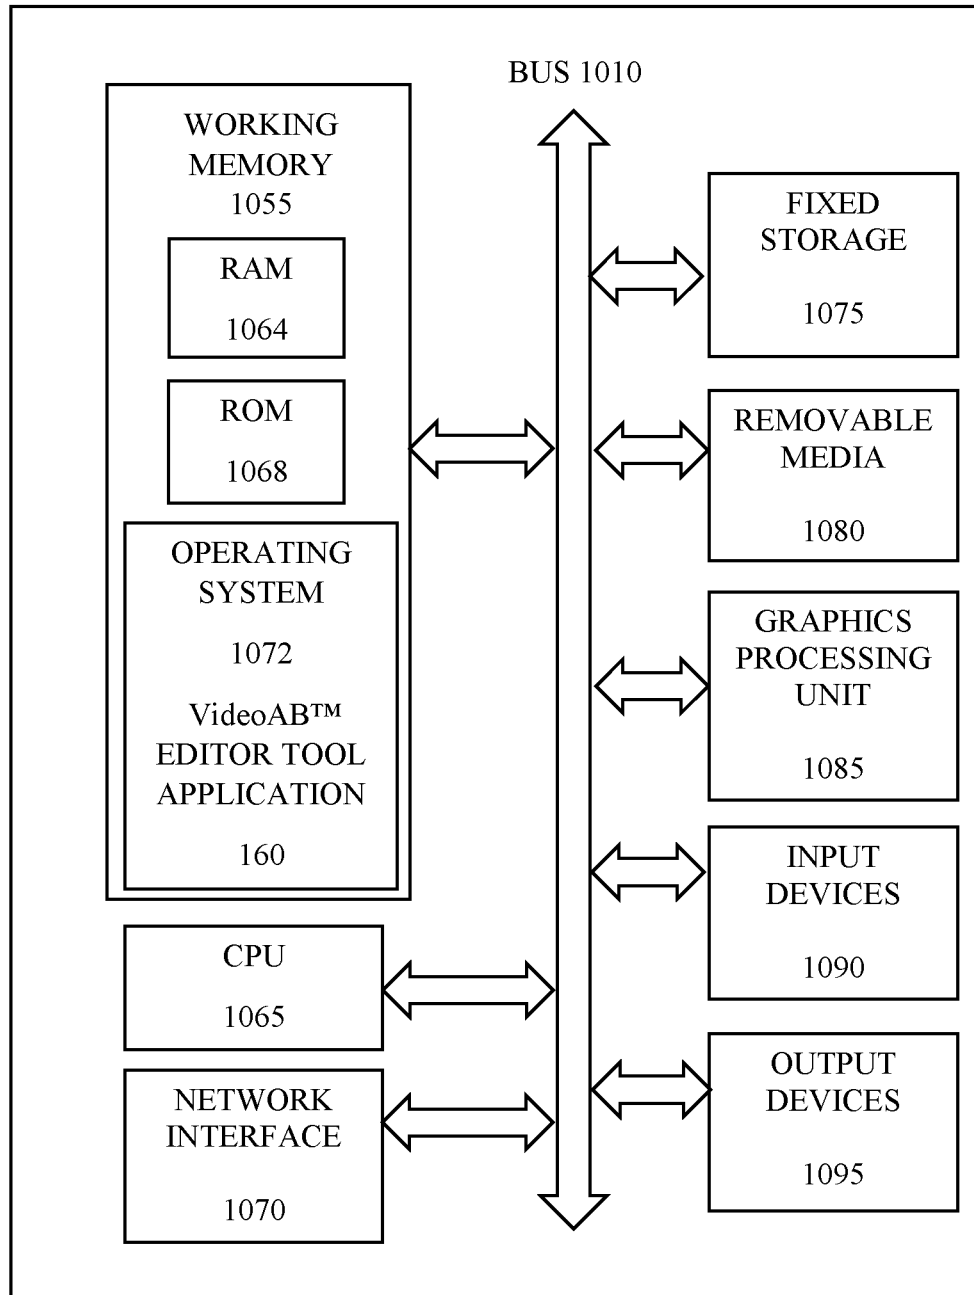 BUS 1010
WORKING
MEMORY
1055
RAM
1064
ROM
1068
OPERATING
SYSTEM
1072
VideoAB™
EDITOR TOOL
APPLICATION
160
CPU
1065
NETWORK
INTERFACE
1070
FIXED
STORAGE
1075
REMOVABLE
MEDIA
1080
GRAPHICS
PROCESSING
UNIT
1085
INPUT
DEVICES
1090
OUTPUT
DEVICES
1095